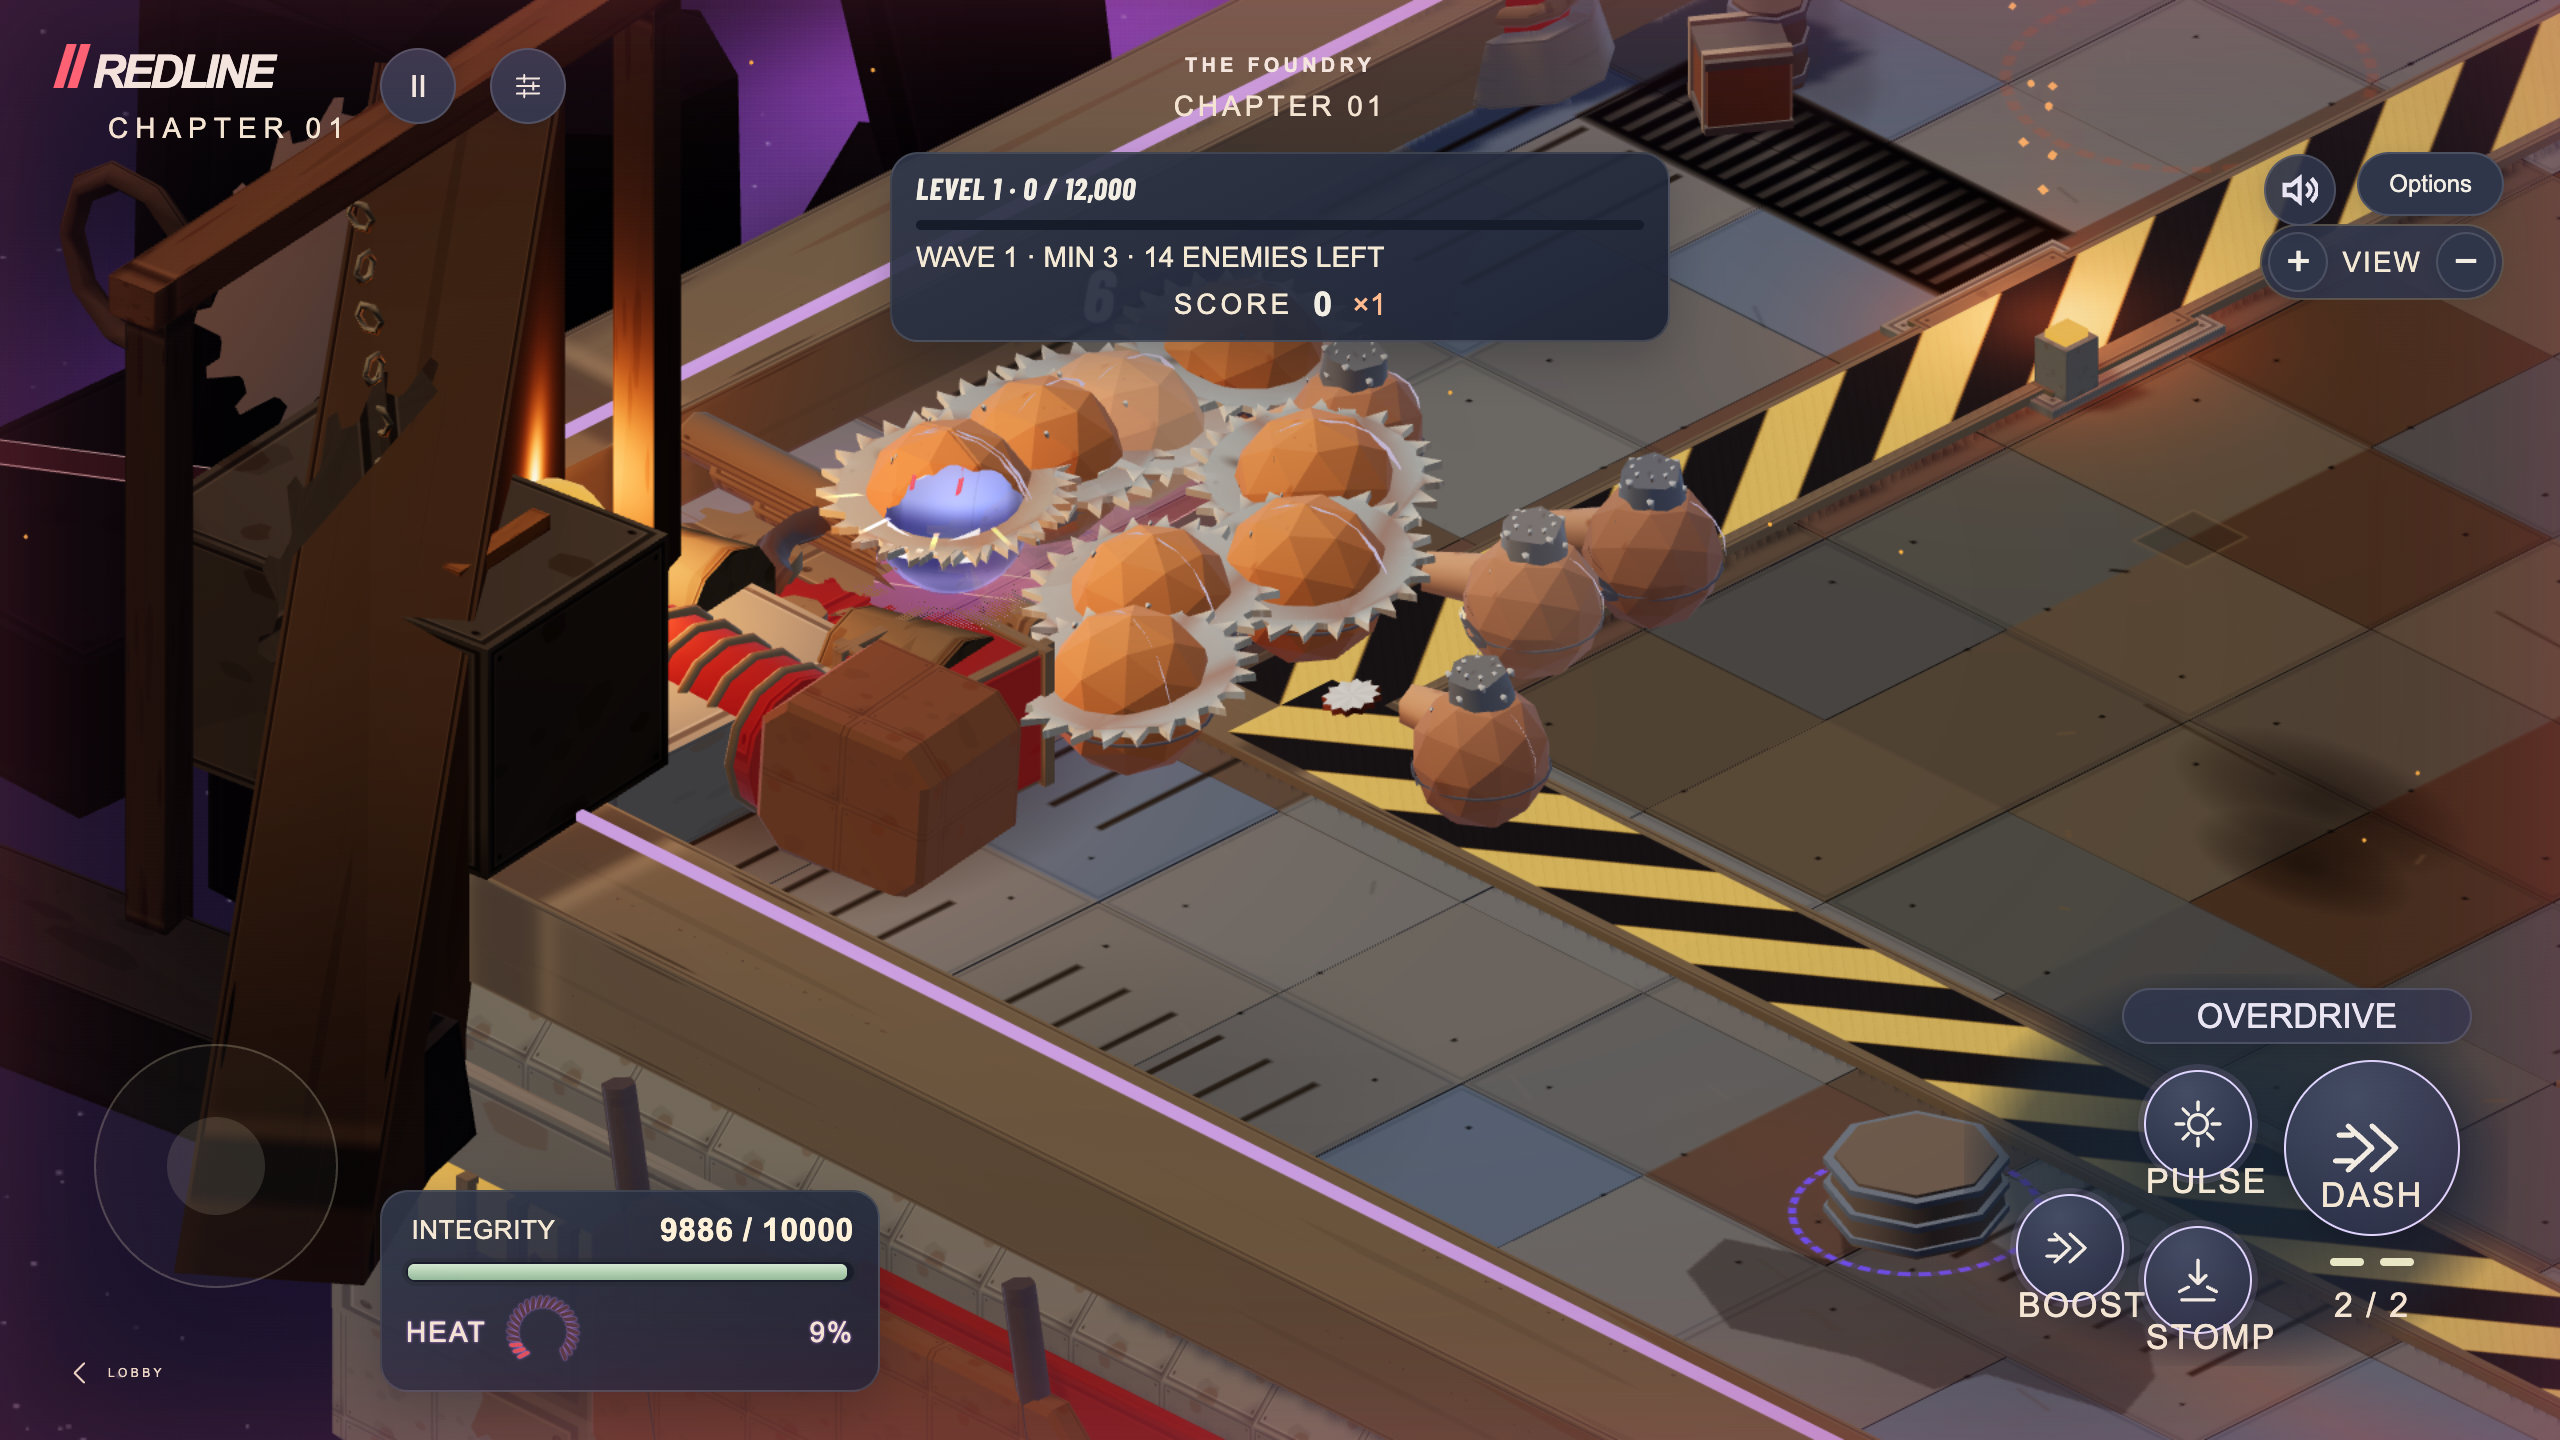 REDLINE
CHAPTER 01
THE FOUNDRY
CHAPTER 01
LEVEL 1 · 0 / 12,000
WAVE 1 · MIN 3 · 14 ENEMIES LEFT
6
SCORE 0 ×1
Options
+ VIEW −
OVERDRIVE
PULSE
DASH
BOOST
STOMP
2 / 2
INTEGRITY 9886 / 10000
HEAT 9%
LOBBY